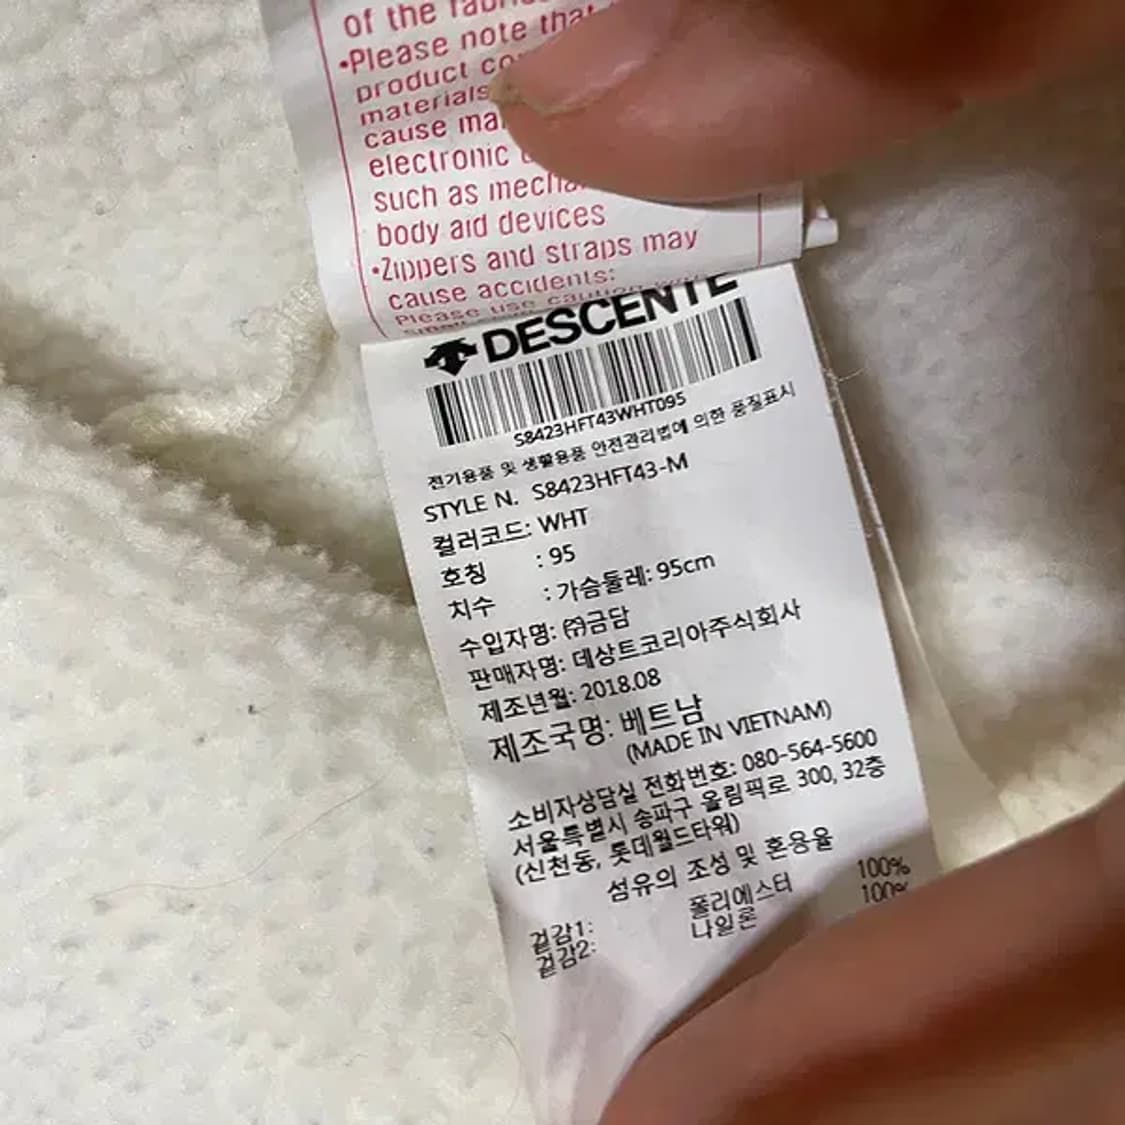 of the
•Please note that
product
materials
cause
electronic
such as
body aid devices
•Zippers and straps may
cause accidents:
Please use caution
DESCENTE
S8423HFT43WHT095
전기용품 및 생활용품 안전관리법에 의한 품질표시
STYLE N. S8423HFT43-M
컬러코드: WHT
호칭 : 95
치수 : 가슴둘레: 95cm
수입자명: ㈜금담
판매자명: 데상트코리아주식회사
제조년월: 2018.08
제조국명: 베트남
(MADE IN VIETNAM)
소비자상담실 전화번호: 080-564-5600
서울특별시 송파구 올림픽로 300, 32층
(신천동, 롯데월드타워)
섬유의 조성 및 혼용율
겉감1: 폴리에스터 100%
겉감2: 나일론 100%